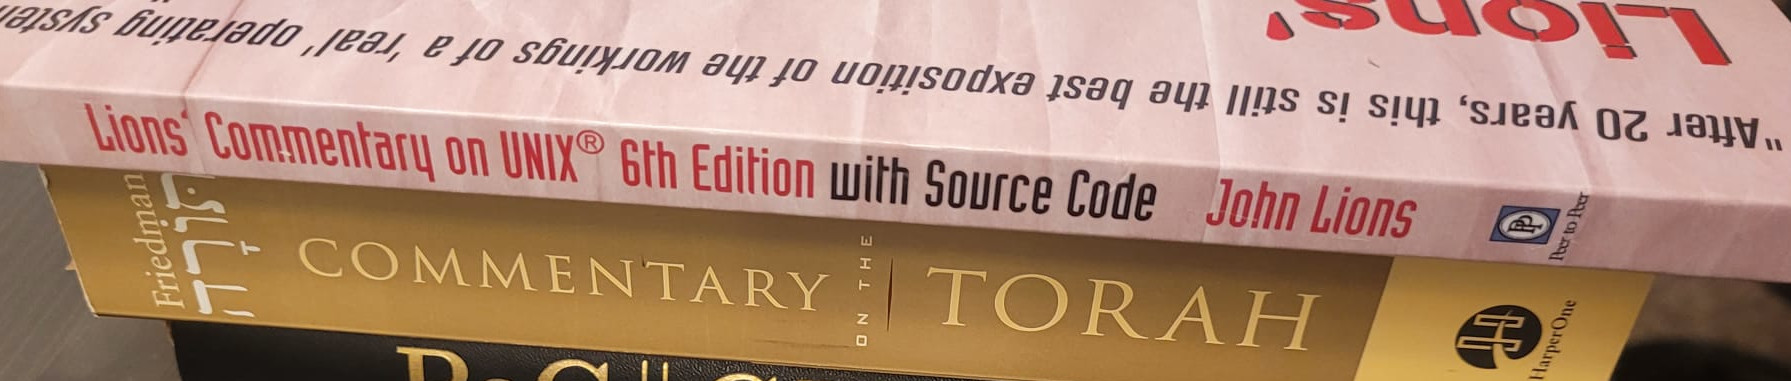 Lions'
"After 20 years, this is still the best exposition of the workings of a 'real' operating system
Lions' Commentary on UNIX® 6th Edition with Source Code John Lions
PP
Peer to Peer
Friedman
תורה
COMMENTARY ON THE TORAH
HarperOne